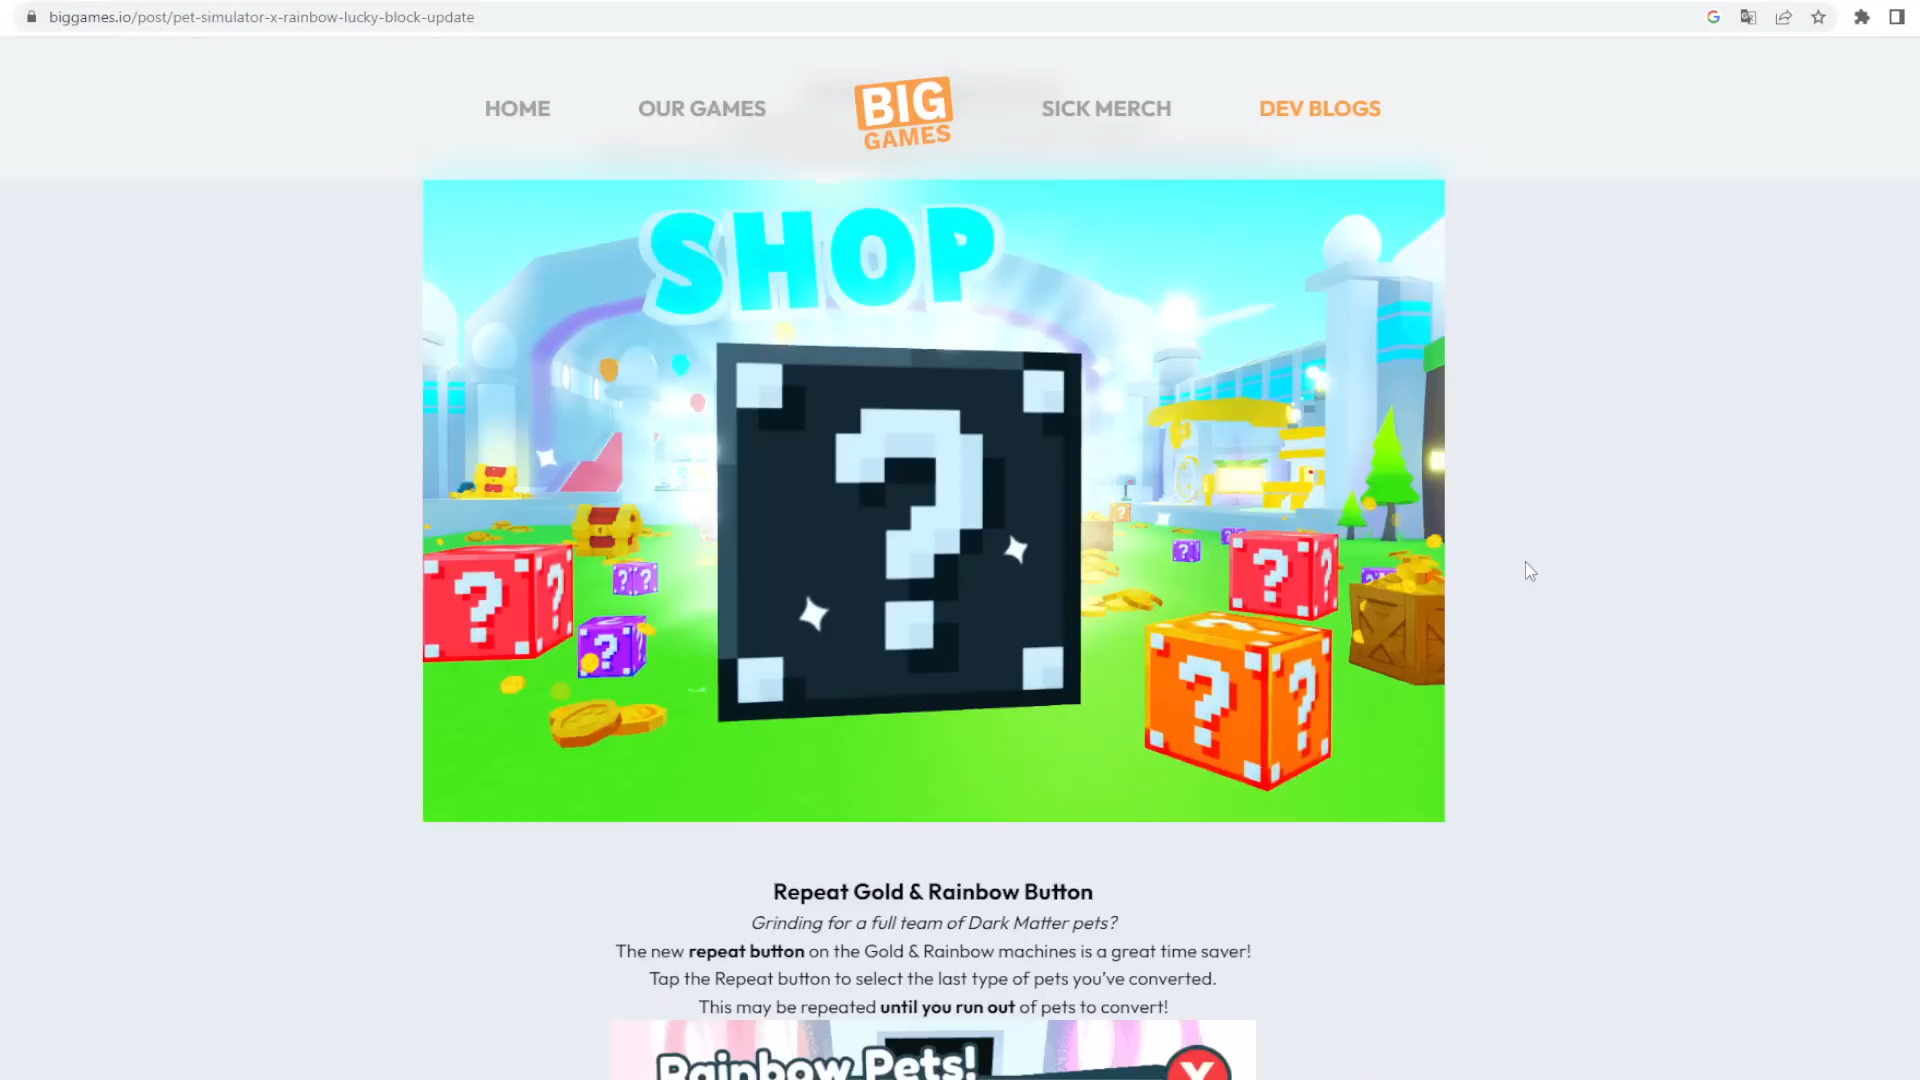 biggames.io/post/pet-simulator-x-rainbow-lucky-block-update
HOME
OUR GAMES
BIG
GAMES
SICK MERCH
DEV BLOGS
SHOP
?
? ? ? ?
? ?
? ?
? ?
? ?
Repeat Gold & Rainbow Button
Grinding for a full team of Dark Matter pets?
The new repeat button on the Gold & Rainbow machines is a great time saver!
Tap the Repeat button to select the last type of pets you've converted.
This may be repeated until you run out of pets to convert!
Rainbow Pets!
X